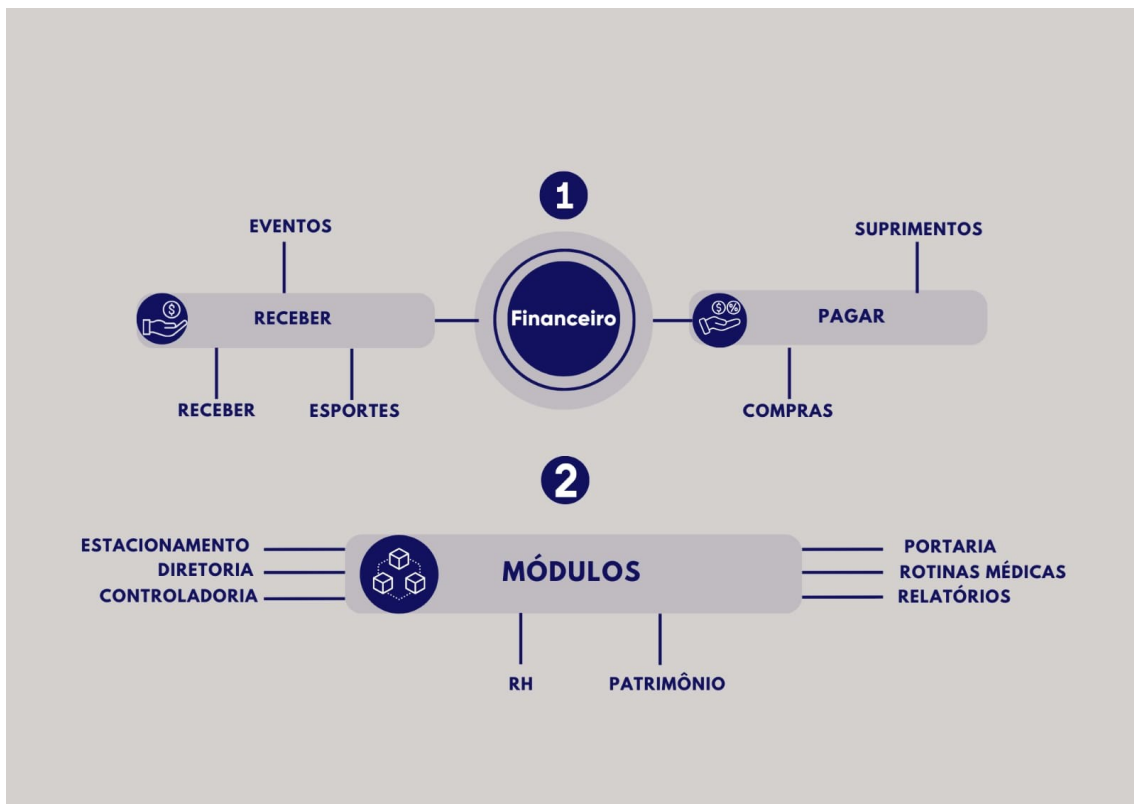 1
EVENTOS
SUPRIMENTOS
$
RECEBER
Financeiro
$ %
PAGAR
RECEBER
ESPORTES
COMPRAS
2
ESTACIONAMENTO
DIRETORIA
CONTROLADORIA
MÓDULOS
PORTARIA
ROTINAS MÉDICAS
RELATÓRIOS
RH
PATRIMÔNIO